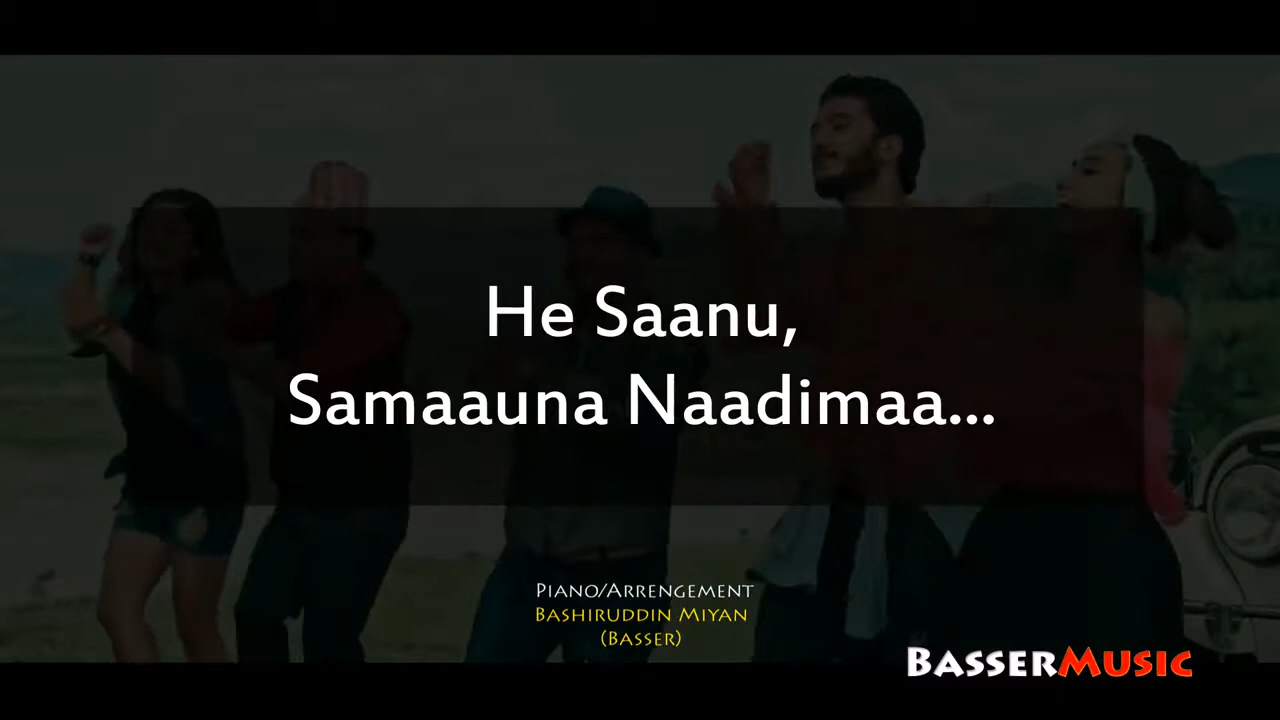 He Saanu,
Samaauna Naadimaa...
Piano/Arrengement
Bashiruddin Miyan
(Basser)
BasserMusic